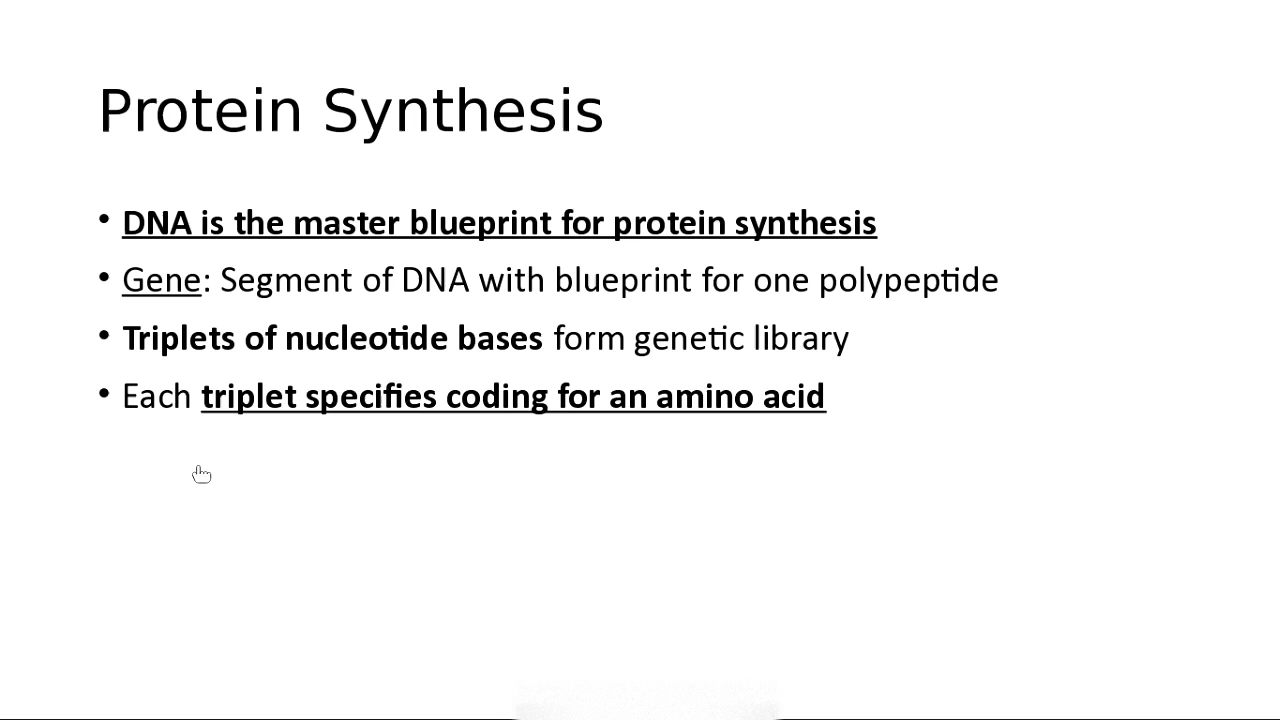 Protein Synthesis
• DNA is the master blueprint for protein synthesis
• Gene: Segment of DNA with blueprint for one polypeptide
• Triplets of nucleotide bases form genetic library
• Each triplet specifies coding for an amino acid